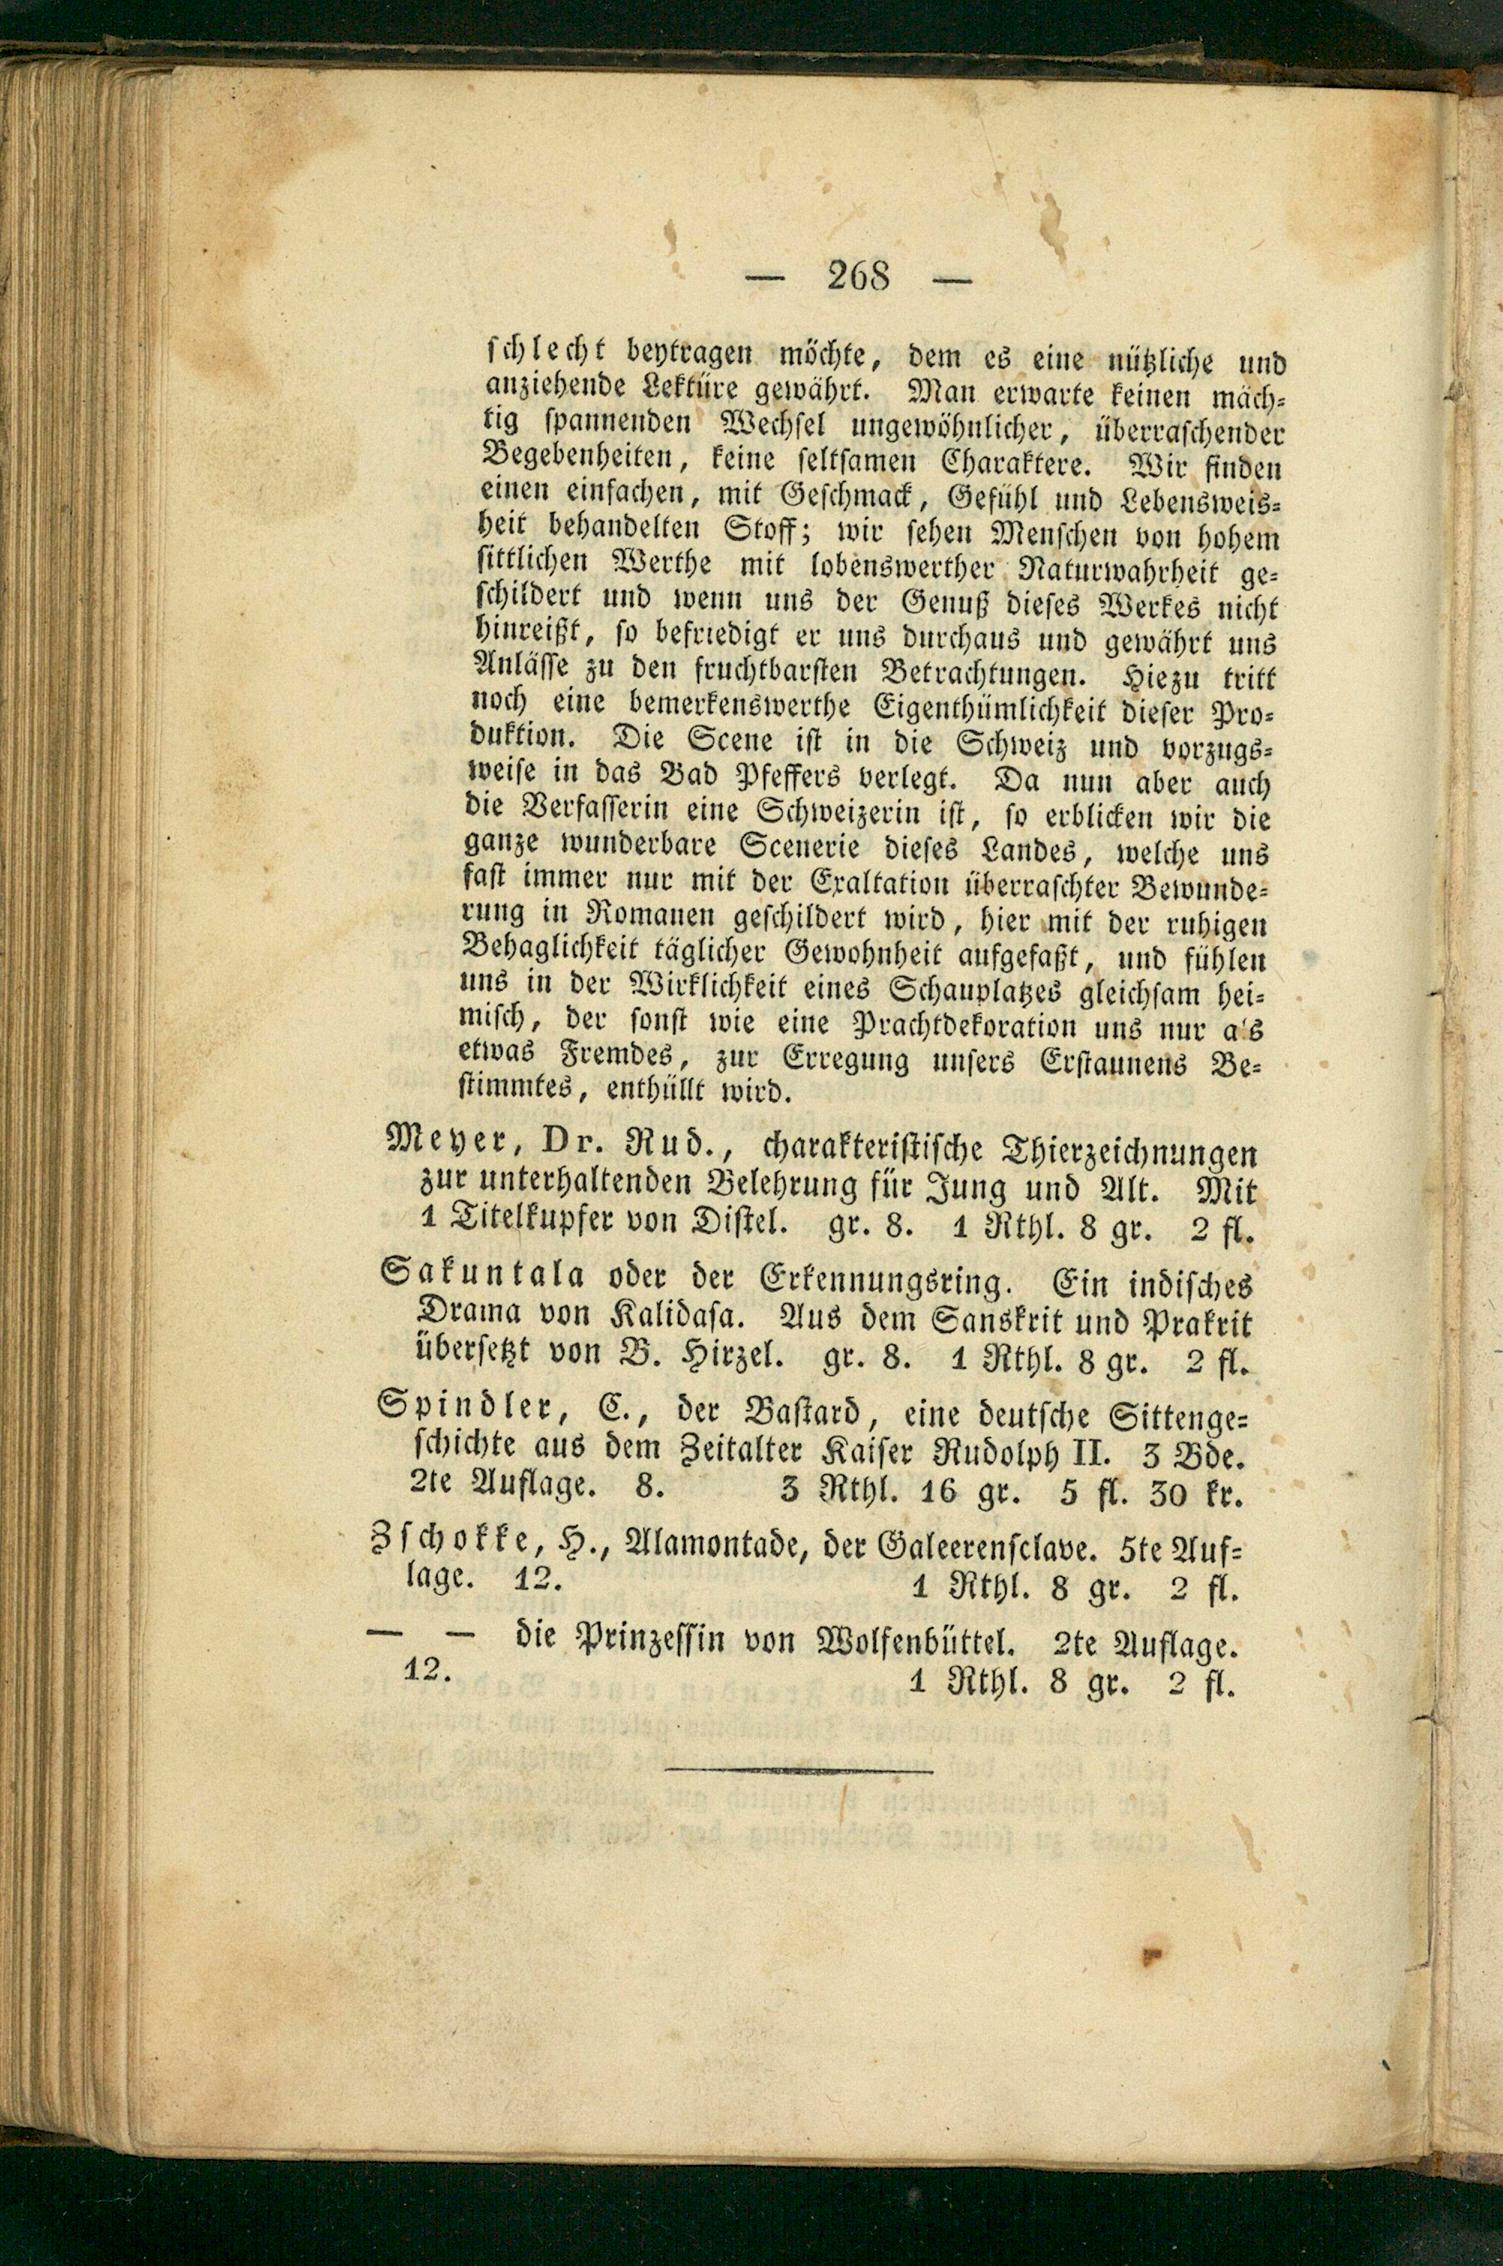 — 268 —
schlecht beytragen möchte, dem es eine nützliche und
anziehende Lektüre gewährt. Man erwarte keinen mäch-
tig spannenden Wechsel ungewöhnlicher, überraschender
Begebenheiten, keine seltsamen Charaktere. Wir finden
einen einfachen, mit Geschmack, Gefühl und Lebensweis-
heit behandelten Stoff; wir sehen Menschen von hohem
sittlichen Werthe mit lobenswerther Naturwahrheit ge-
schildert und wenn uns der Genuß dieses Werkes nicht
hinreißt, so befriedigt er uns durchaus und gewährt uns
Anlässe zu den fruchtbarsten Betrachtungen. Hiezu tritt
noch eine bemerkenswerthe Eigenthümlichkeit dieser Pro-
duktion. Die Scene ist in die Schweiz und vorzugs-
weise in das Bad Pfeffers verlegt. Da nun aber auch
die Verfasserin eine Schweizerin ist, so erblicken wir die
ganze wunderbare Scenerie dieses Landes, welche uns
fast immer nur mit der Exaltation überraschter Bewunde-
rung in Romanen geschildert wird, hier mit der ruhigen
Behaglichkeit täglicher Gewohnheit aufgefaßt, und fühlen
uns in der Wirklichkeit eines Schauplatzes gleichsam hei-
misch, der sonst wie eine Prachtdekoration uns nur als
etwas Fremdes, zur Erregung unsers Erstaunens Be-
stimmtes, enthüllt wird.
Meyer, Dr. Rud., charakteristische Thierzeichnungen
zur unterhaltenden Belehrung für Jung und Alt. Mit
1 Titelkupfer von Distel. gr. 8. 1 Rthl. 8 gr. 2 fl.
Sakuntala oder der Erkennungsring. Ein indisches
Drama von Kalidasa. Aus dem Sanskrit und Prakrit
übersetzt von B. Hirzel. gr. 8. 1 Rthl. 8 gr. 2 fl.
Spindler, C., der Bastard, eine deutsche Sittenge-
schichte aus dem Zeitalter Kaiser Rudolph II. 3 Bde.
2te Auflage. 8. 3 Rthl. 16 gr. 5 fl. 30 kr.
Zschokke, H., Alamontade, der Galeerensclave. 5te Auf-
lage. 12. 1 Rthl. 8 gr. 2 fl.
— — die Prinzessin von Wolfenbüttel. 2te Auflage.
12. 1 Rthl. 8 gr. 2 fl.